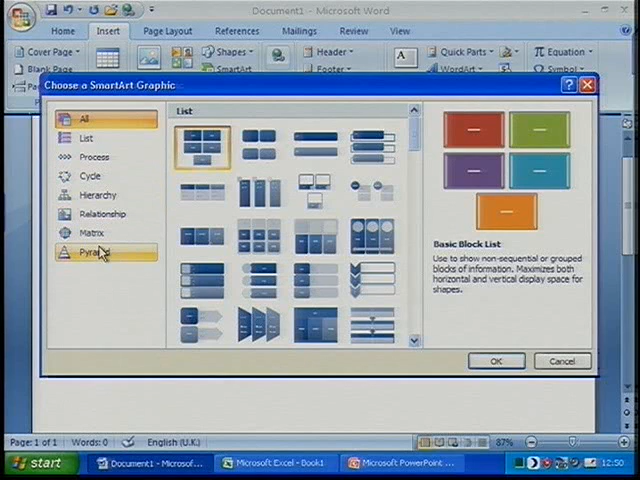 Document1 - Microsoft Word
Home Insert Page Layout References Mailings Review View
Cover Page Shapes Header Quick Parts Equation
Blank Page SmartArt Footer WordArt Symbol
Choose a SmartArt Graphic
All
List
Process
Cycle
Hierarchy
Relationship
Matrix
List
Basic Block List
Use to show non-sequential or grouped
blocks of information. Maximizes both
horizontal and vertical display space for
shapes.
OK Cancel
Page: 1 of 1 Words: 0 English (U.K.) 87%
start Document1 - Microsof... Microsoft Excel - Book1 Microsoft PowerPoint ... 12:50